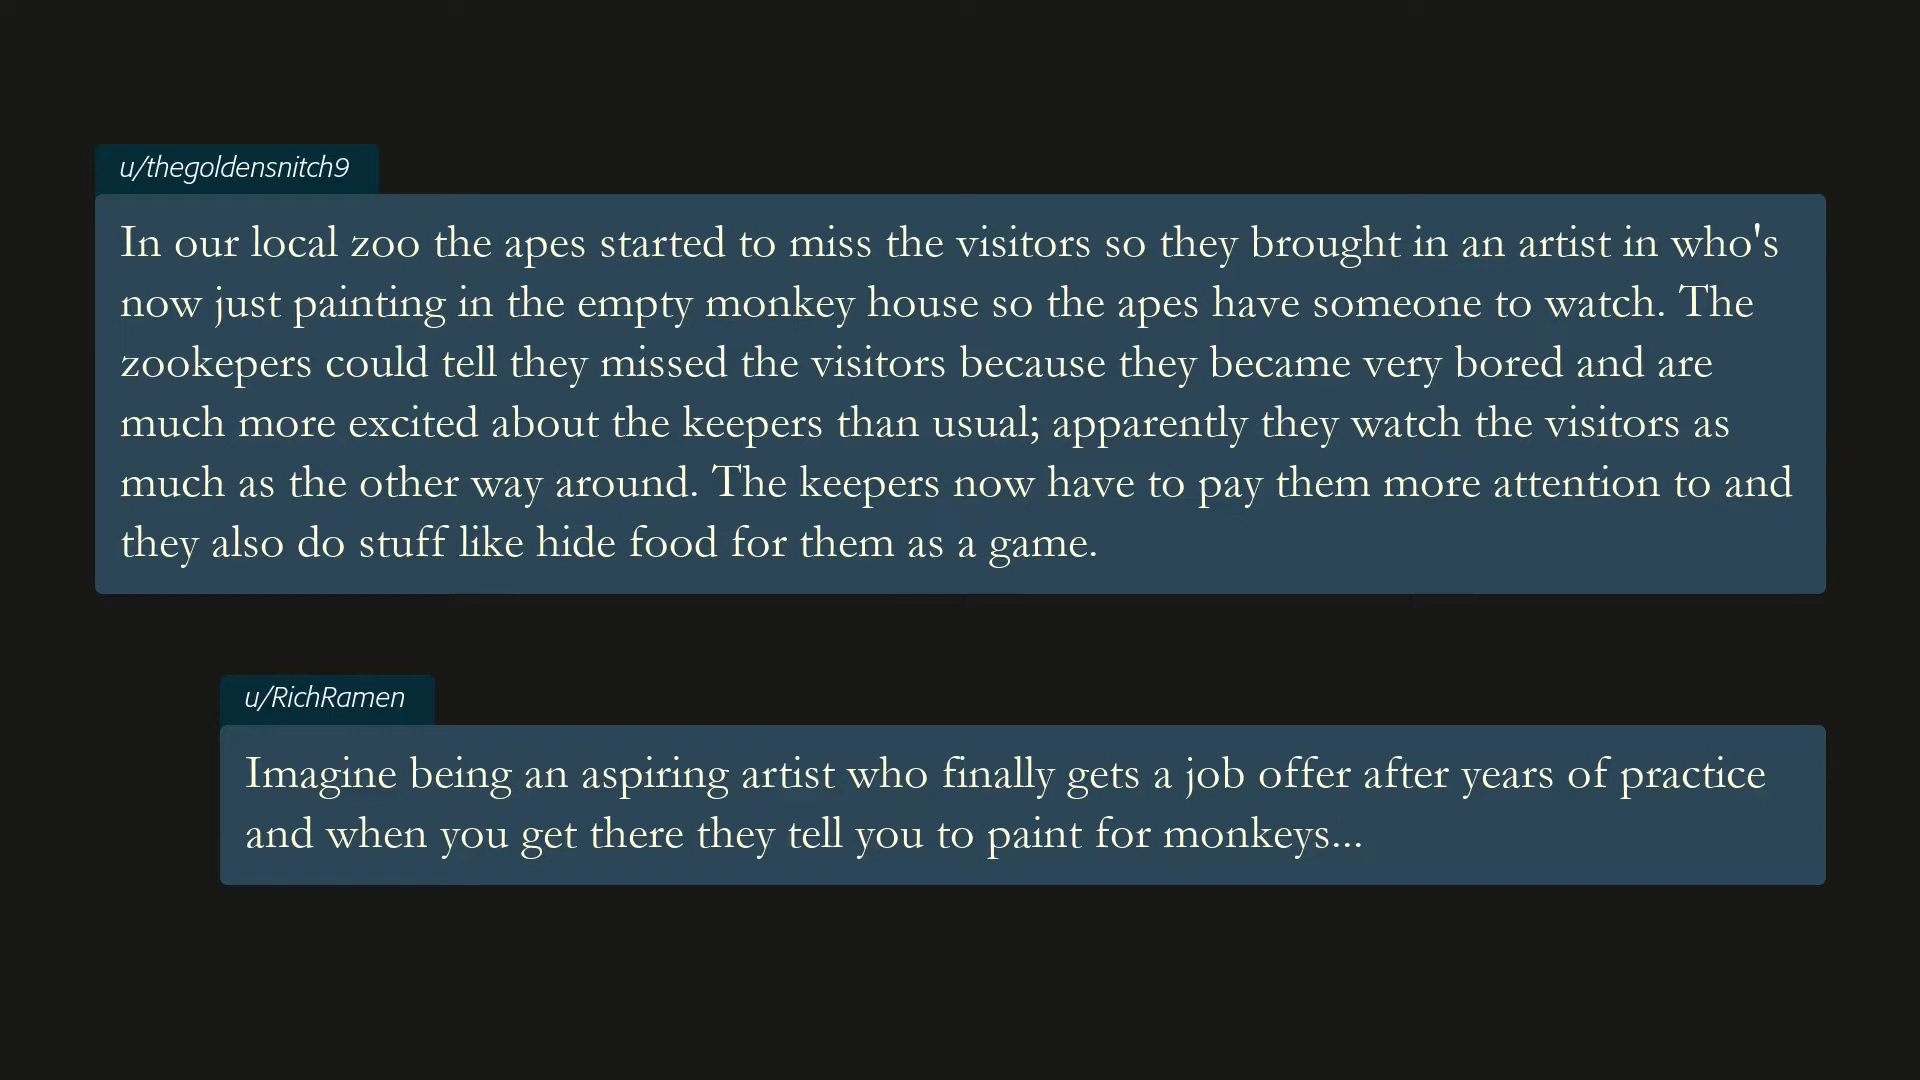 u/thegoldensnitch9
In our local zoo the apes started to miss the visitors so they brought in an artist in who's
now just painting in the empty monkey house so the apes have someone to watch. The
zookepers could tell they missed the visitors because they became very bored and are
much more excited about the keepers than usual; apparently they watch the visitors as
much as the other way around. The keepers now have to pay them more attention to and
they also do stuff like hide food for them as a game.
u/RichRamen
Imagine being an aspiring artist who finally gets a job offer after years of practice
and when you get there they tell you to paint for monkeys...